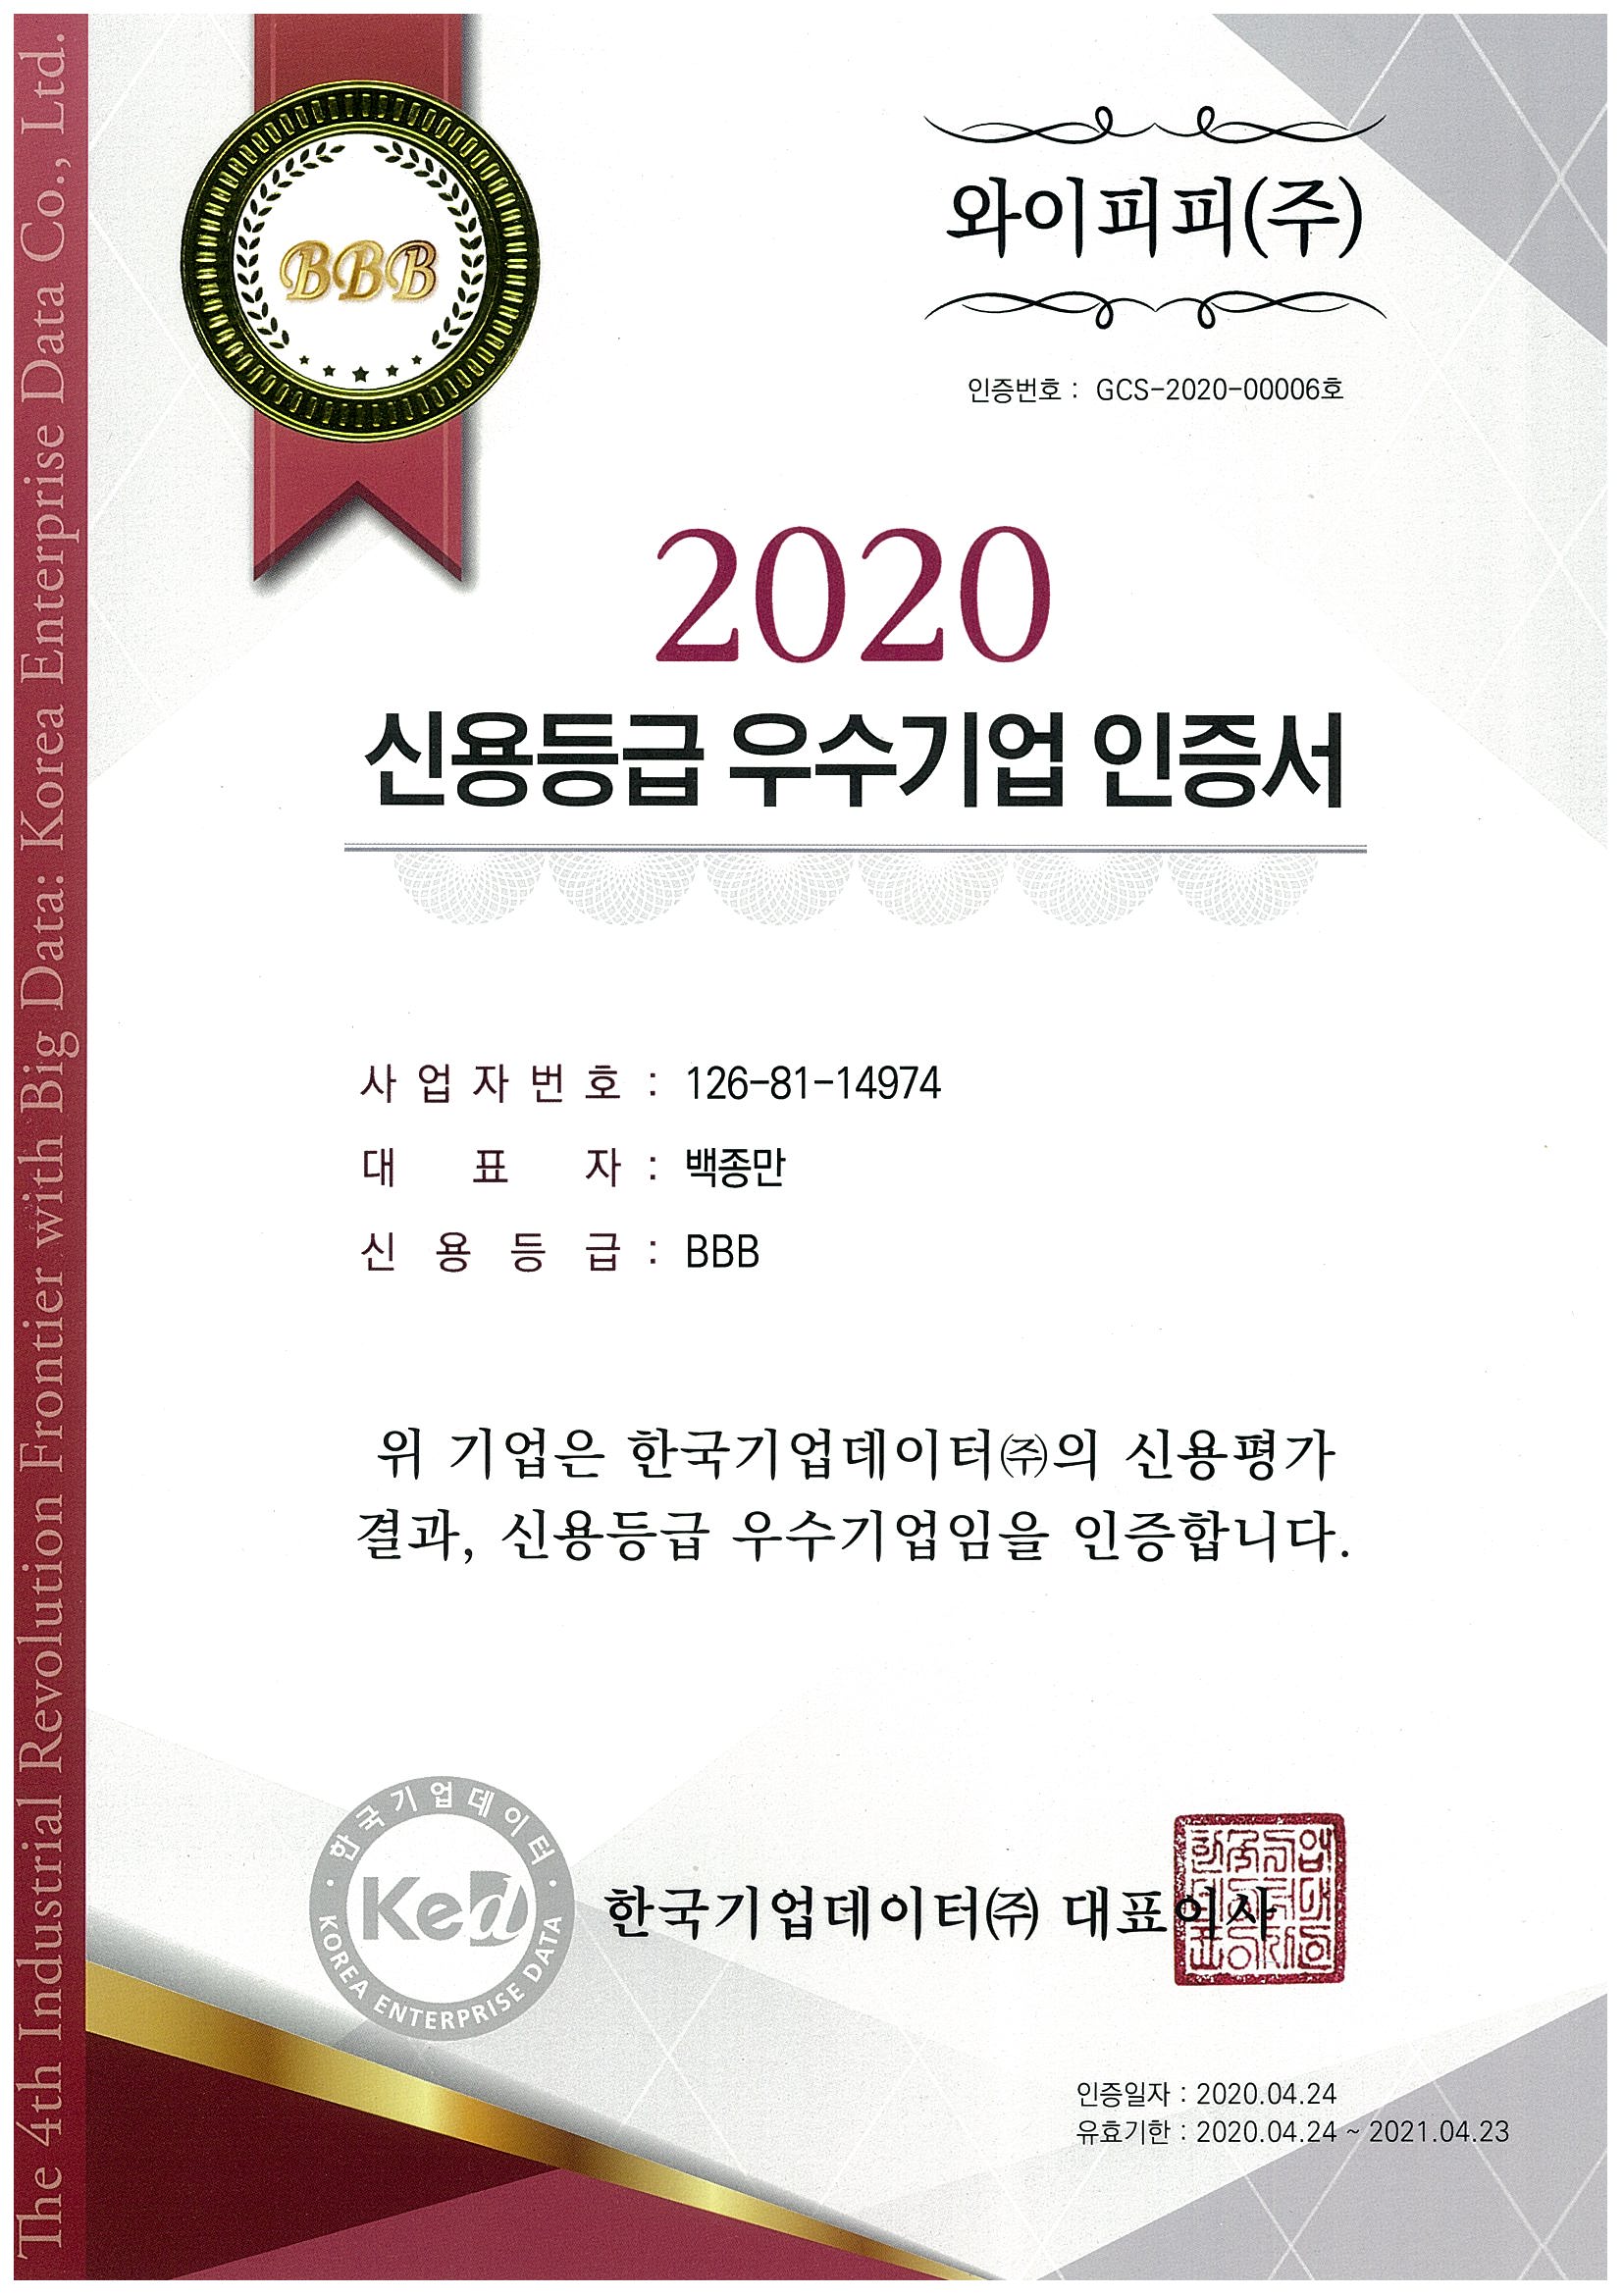 The 4th Industrial Revolution Frontier with Big Data: Korea Enterprise Data Co., Ltd.
BBB
와이피피(주)
인증번호 : GCS-2020-00006호
2020
신용등급 우수기업 인증서
사업자번호 : 126-81-14974
대표자 : 백종만
신용등급 : BBB
위 기업은 한국기업데이터㈜의 신용평가
결과, 신용등급 우수기업임을 인증합니다.
한국기업데이터
Ked
KOREA ENTERPRISE DATA
한국기업데이터㈜ 대표이사
인증일자 : 2020.04.24
유효기한 : 2020.04.24 ~ 2021.04.23